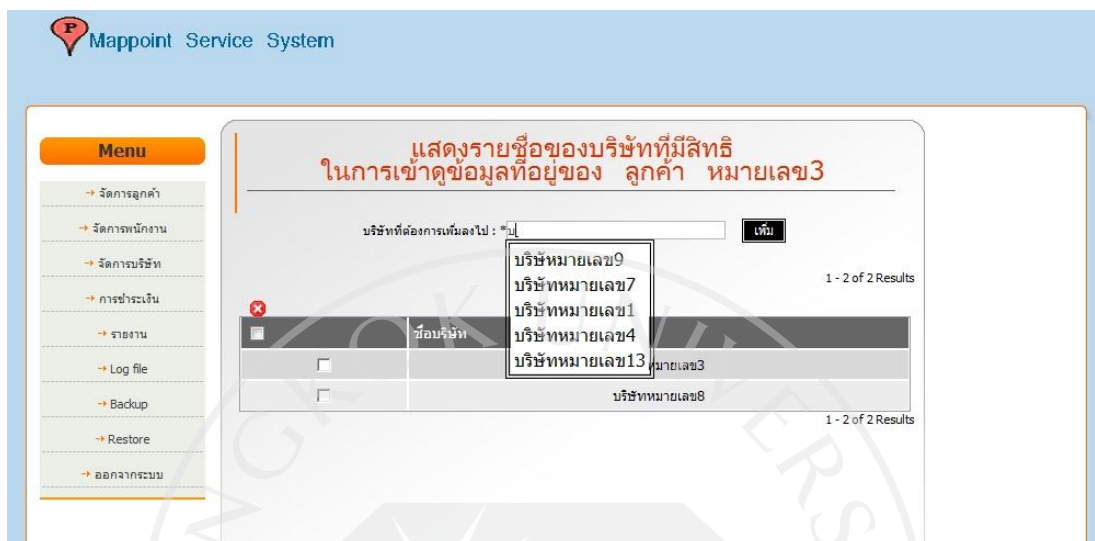 P
Mappoint Service System
Menu
→ จัดการลูกค้า
→ จัดการพนักงาน
→ จัดการบริษัท
→ การชำระเงิน
→ รายงาน
→ Log file
→ Backup
→ Restore
→ ออกจากระบบ
แสดงรายชื่อของบริษัทที่มีสิทธิ
ในการเข้าดูข้อมูลที่อยู่ของ ลูกค้า หมายเลข3
บริษัทที่ต้องการเพิ่มลงไป : *บ เพิ่ม
บริษัหมายเลข9
บริษัทหมายเลข7
บริษัทหมายเลข1
บริษัทหมายเลข4
บริษัทหมายเลข13
1 - 2 of 2 Results
ชื่อบริษัท
หมายเลข3
บริษัทหมายเลข8
1 - 2 of 2 Results
NGKOK UNIVERS